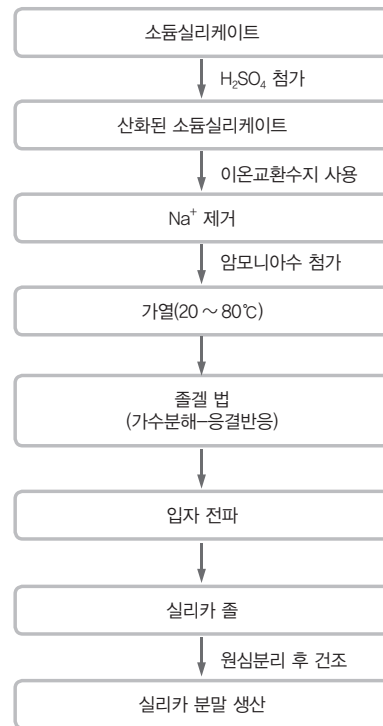 소듐실리케이트
H₂SO₄ 첨가
산화된 소듐실리케이트
이온교환수지 사용
Na⁺ 제거
암모니아수 첨가
가열(20 ~ 80℃)
졸겔 법
(가수분해-응결반응)
입자 전파
실리카 졸
원심분리 후 건조
실리카 분말 생산